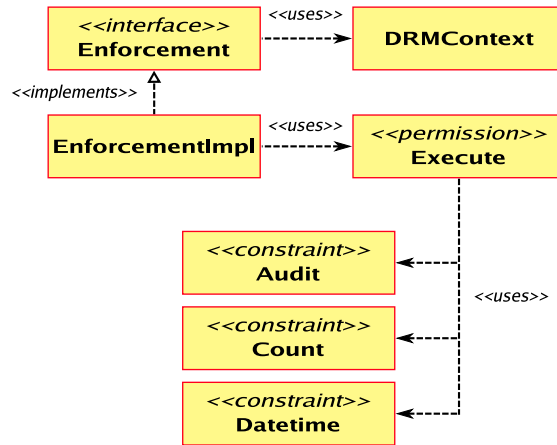 <<interface>>
Enforcement
<<uses>>
DRMContext
<<implements>>
EnforcementImpl
<<uses>>
<<permission>>
Execute
<<constraint>>
Audit
<<uses>>
<<constraint>>
Count
<<constraint>>
Datetime